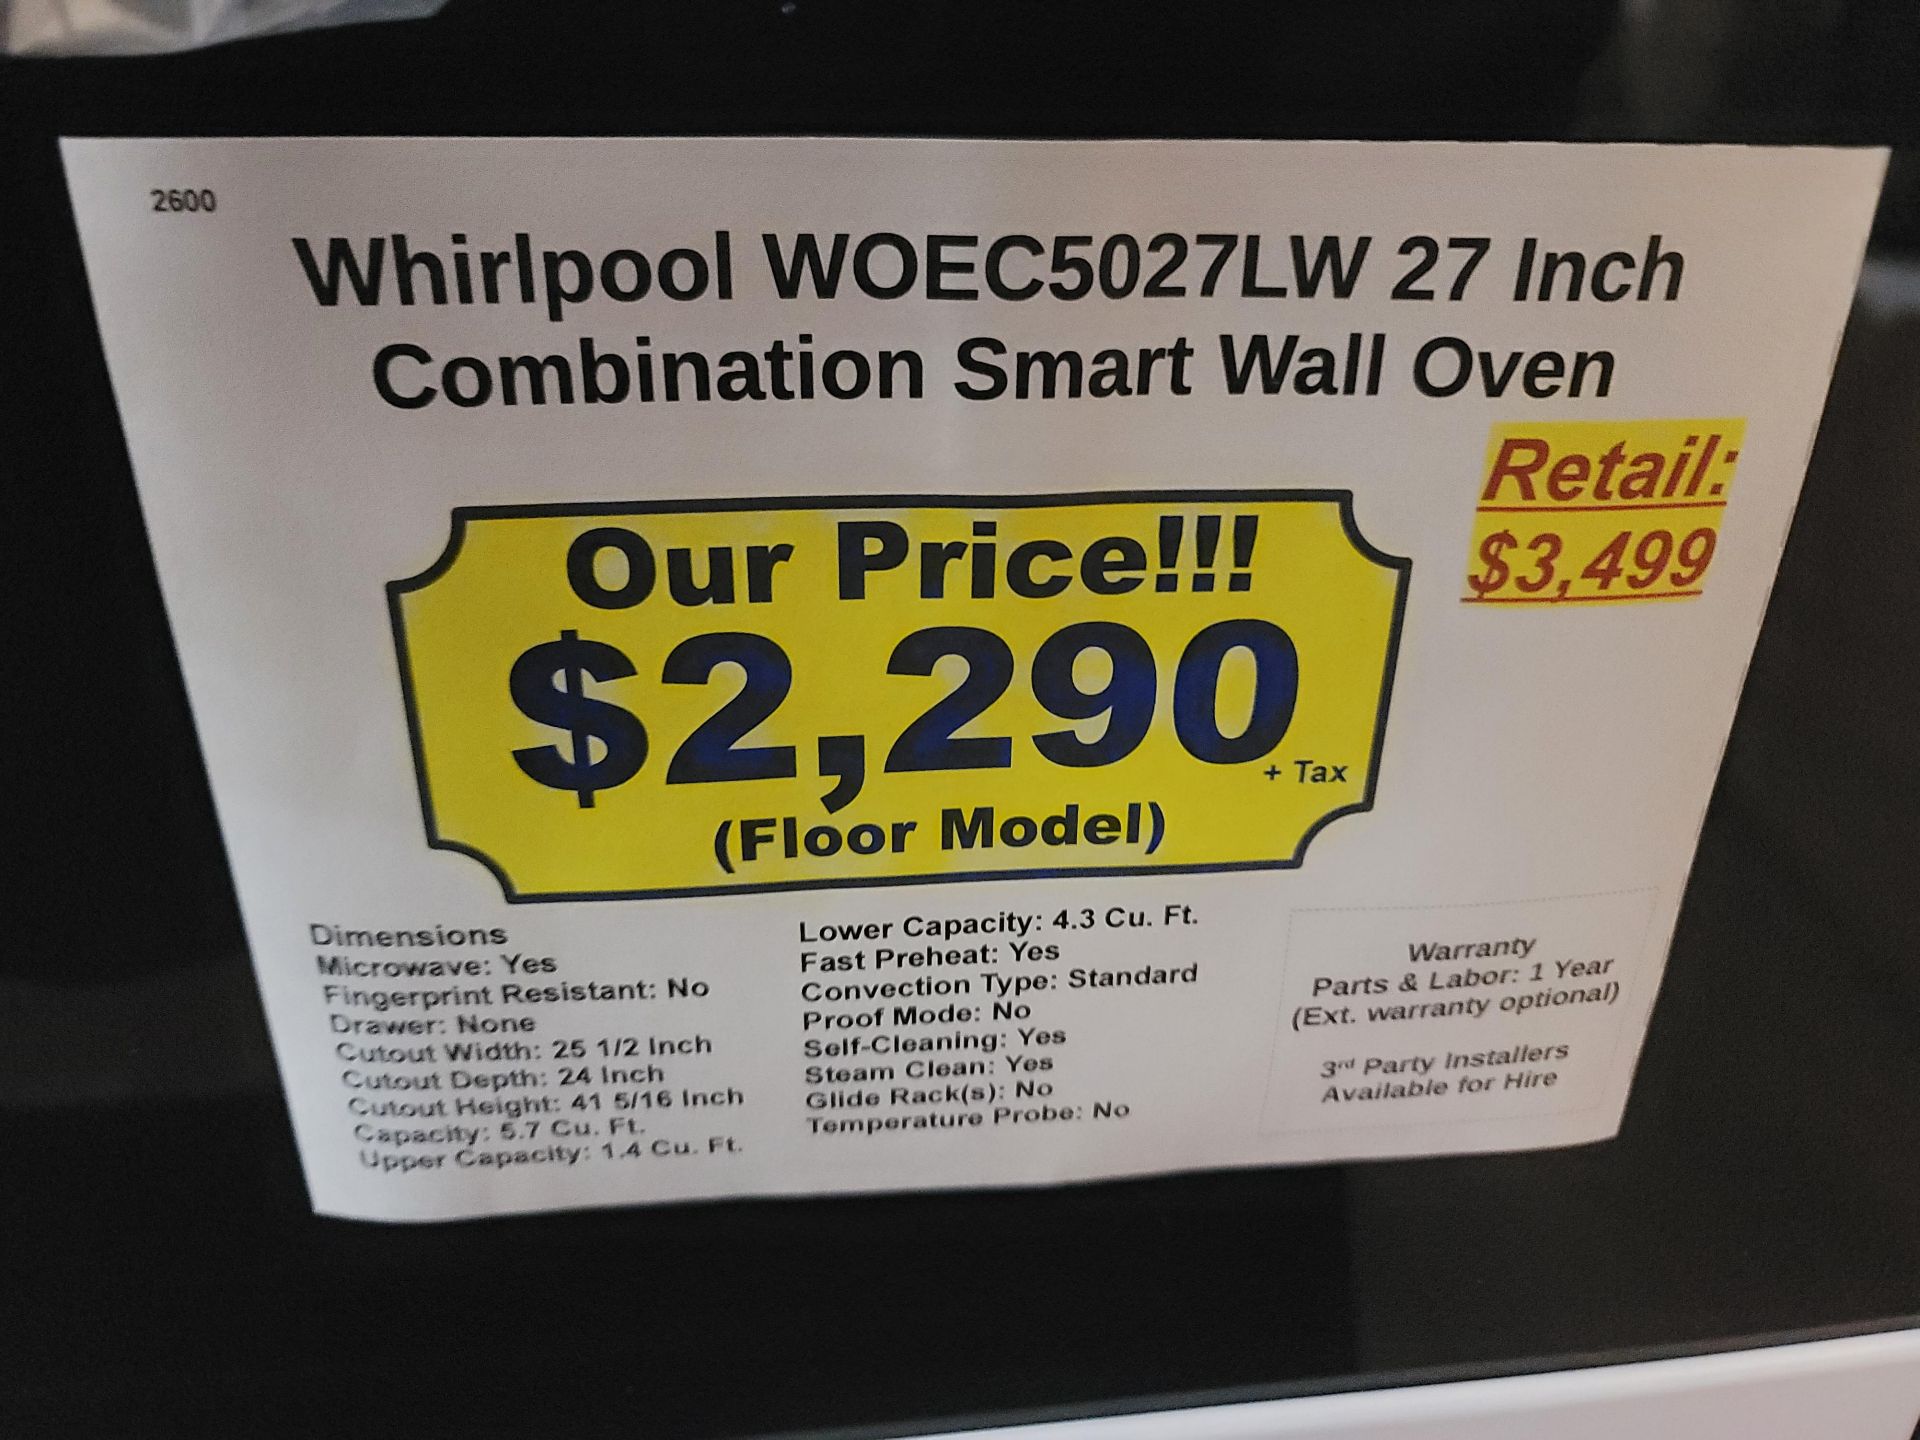 2600
Whirlpool WOEC5027LW 27 Inch
Combination Smart Wall Oven
Retail:
$3,499
Our Price!!!
$2,290
+ Tax
(Floor Model)
Dimensions
Microwave: Yes
Fingerprint Resistant: No
Drawer: None
Cutout Width: 25 1/2 Inch
Cutout Depth: 24 Inch
Cutout Height: 41 5/16 Inch
Capacity: 5.7 Cu. Ft.
Upper Capacity: 1.4 Cu. Ft.
Lower Capacity: 4.3 Cu. Ft.
Fast Preheat: Yes
Convection Type: Standard
Proof Mode: No
Self-Cleaning: Yes
Steam Clean: Yes
Glide Rack(s): No
Temperature Probe: No
Warranty
Parts & Labor: 1 Year
(Ext. warranty optional)
3rd Party Installers
Available for Hire